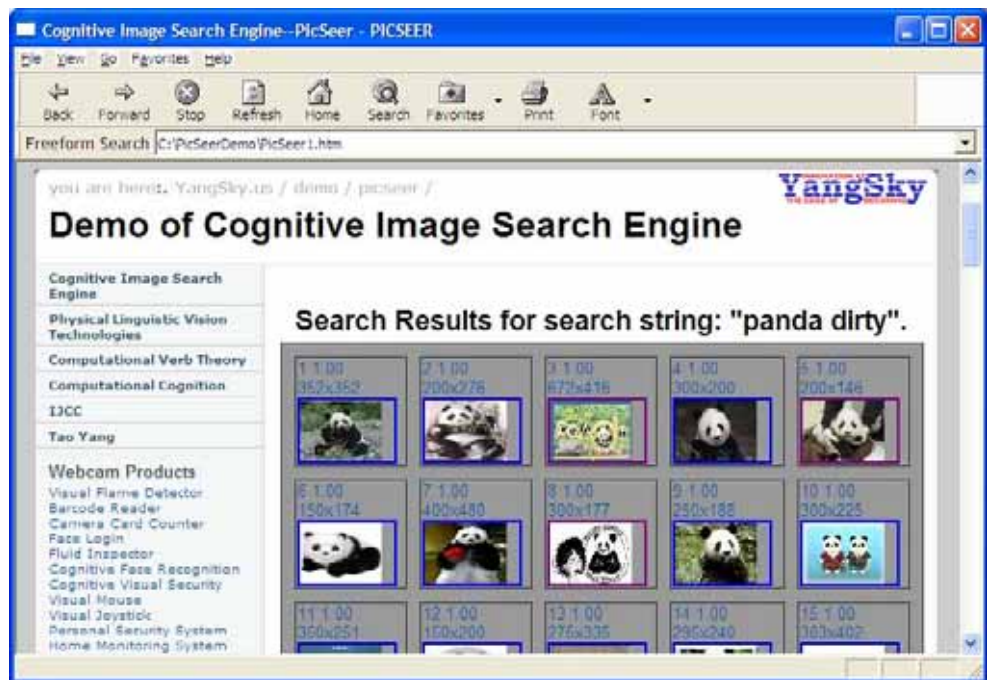 Cognitive Image Search Engine--PicSeer - PICSEER
File View Go Favorites Help
Back Forward Stop Refresh Home Search Favorites Print Font
Freeform Search C:\PicSeerDemo\PicSeer1.htm
you are here:. YangSky.us / demo / picseer /
YangSky
Demo of Cognitive Image Search Engine
Cognitive Image Search
Engine
Physical Linguistic Vision
Technologies
Computational Verb Theory
Computational Cognition
IJCC
Tao Yang
Webcam Products
Visual Flame Detector
Barcode Reader
Camera Card Counter
Face Login
Fluid Inspector
Cognitive Face Recognition
Cognitive Visual Security
Visual Mouse
Visual Joystick
Personal Security System
Home Monitoring System
Search Results for search string: "panda dirty".
1 1.00 2 1.00 3 1.00 4 1.00 5 1.00
352x352 200x276 672x416 300x200 200x146
6 1.00 7 1.00 8 1.00 9 1.00 10 1.00
150x174 400x480 300x177 250x188 300x225
11 1.00 12 1.00 13 1.00 14 1.00 15 1.00
350x251 150x200 275x335 295x240 303x402